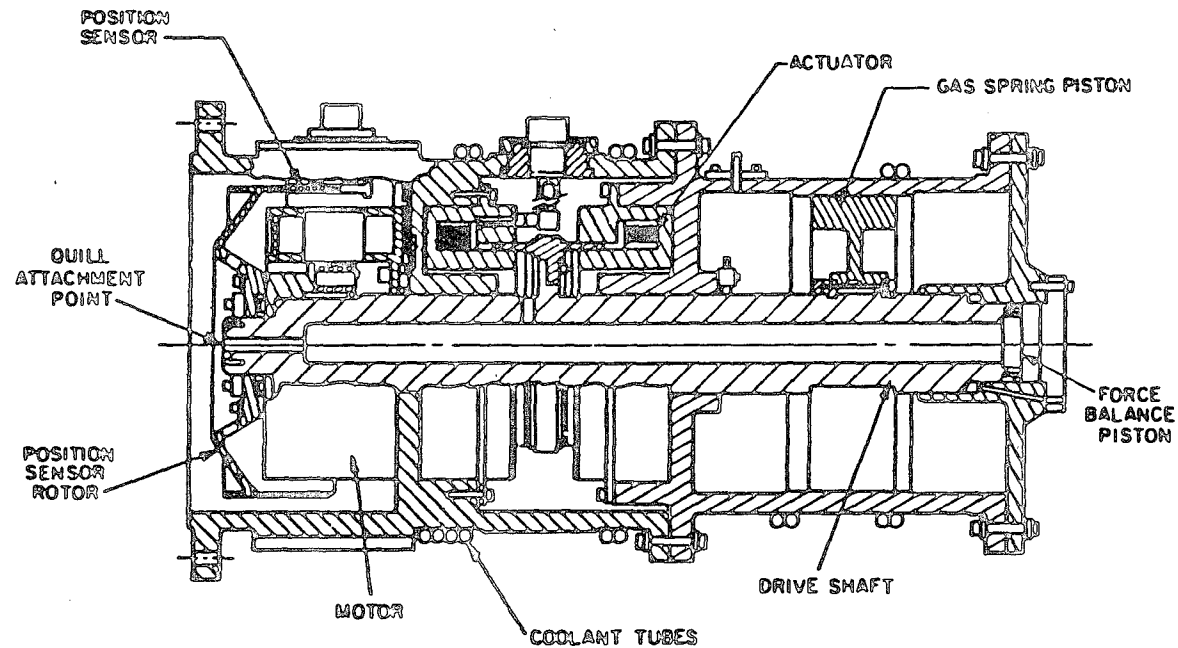 POSITION
SENSOR
ACTUATOR
GAS SPRING PISTON
QUILL
ATTACHMENT
POINT
FORCE
BALANCE
PISTON
POSITION
SENSOR
ROTOR
DRIVE SHAFT
MOTOR
COOLANT TUBES